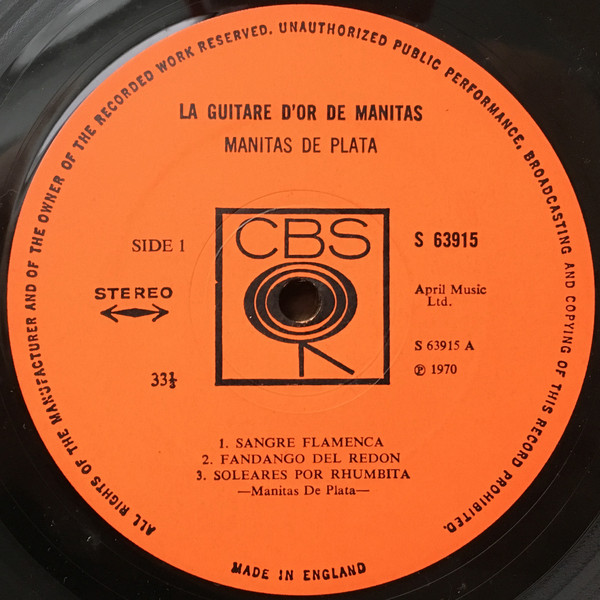 ALL RIGHTS OF THE MANUFACTURER AND OF THE OWNER OF THE RECORDED WORK RESERVED. UNAUTHORIZED PUBLIC PERFORMANCE, BROADCASTING AND COPYING OF THIS RECORD PROHIBITED.
LA GUITARE D'OR DE MANITAS
MANITAS DE PLATA
SIDE 1
CBS
S 63915
STEREO
April Music
Ltd.
33⅓
S 63915 A
℗ 1970
1. SANGRE FLAMENCA
2. FANDANGO DEL REDON
3. SOLEARES POR RHUMBITA
—Manitas De Plata—
MADE IN ENGLAND